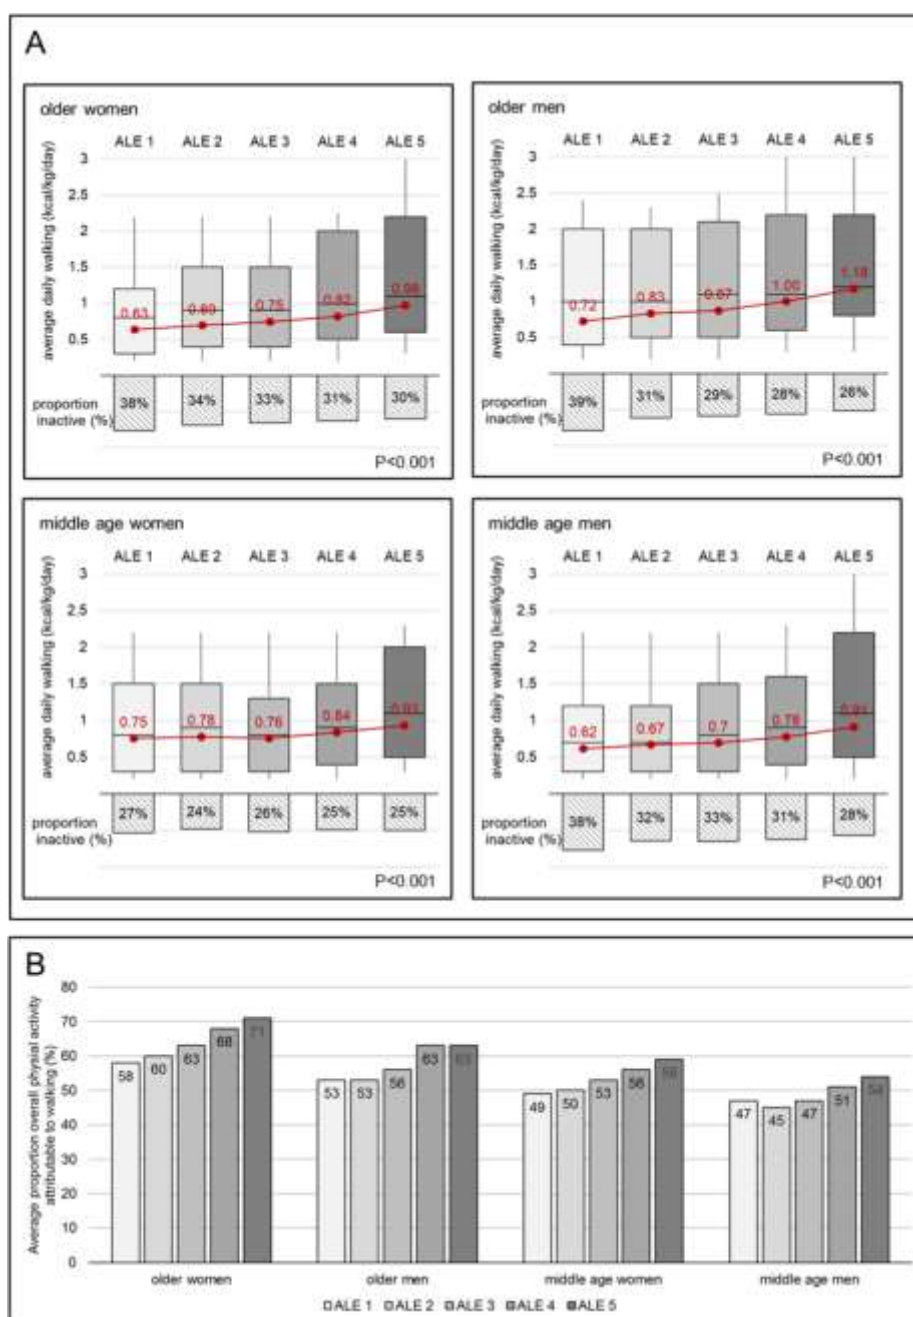 A
older women
ALE 1 ALE 2 ALE 3 ALE 4 ALE 5
average daily walking (kcal/kg/day)
3
2.5
2
1.5
1
0.5
0.63 0.69 0.75 0.82 0.98
proportion inactive (%)
38% 34% 33% 31% 30%
P<0.001
older men
ALE 1 ALE 2 ALE 3 ALE 4 ALE 5
average daily walking (kcal/kg/day)
3
2.5
2
1.5
1
0.5
0.72 0.83 0.87 1.00 1.18
proportion inactive (%)
39% 31% 29% 28% 26%
P<0.001
middle age women
ALE 1 ALE 2 ALE 3 ALE 4 ALE 5
average daily walking (kcal/kg/day)
3
2.5
2
1.5
1
0.5
0.75 0.78 0.76 0.84 0.93
proportion inactive (%)
27% 24% 26% 25% 25%
P<0.001
middle age men
ALE 1 ALE 2 ALE 3 ALE 4 ALE 5
average daily walking (kcal/kg/day)
3
2.5
2
1.5
1
0.5
0.62 0.67 0.7 0.78 0.91
proportion inactive (%)
38% 32% 33% 31% 28%
P<0.001
B
Average proportion overall physial activity
attributable to walking (%)
80
70
60
50
40
30
20
10
0
58 60 63 68 71
53 53 56 63 63
49 50 53 56 59
47 45 47 51 54
older women older men middle age women middle age men
ALE 1 ALE 2 ALE 3 ALE 4 ALE 5